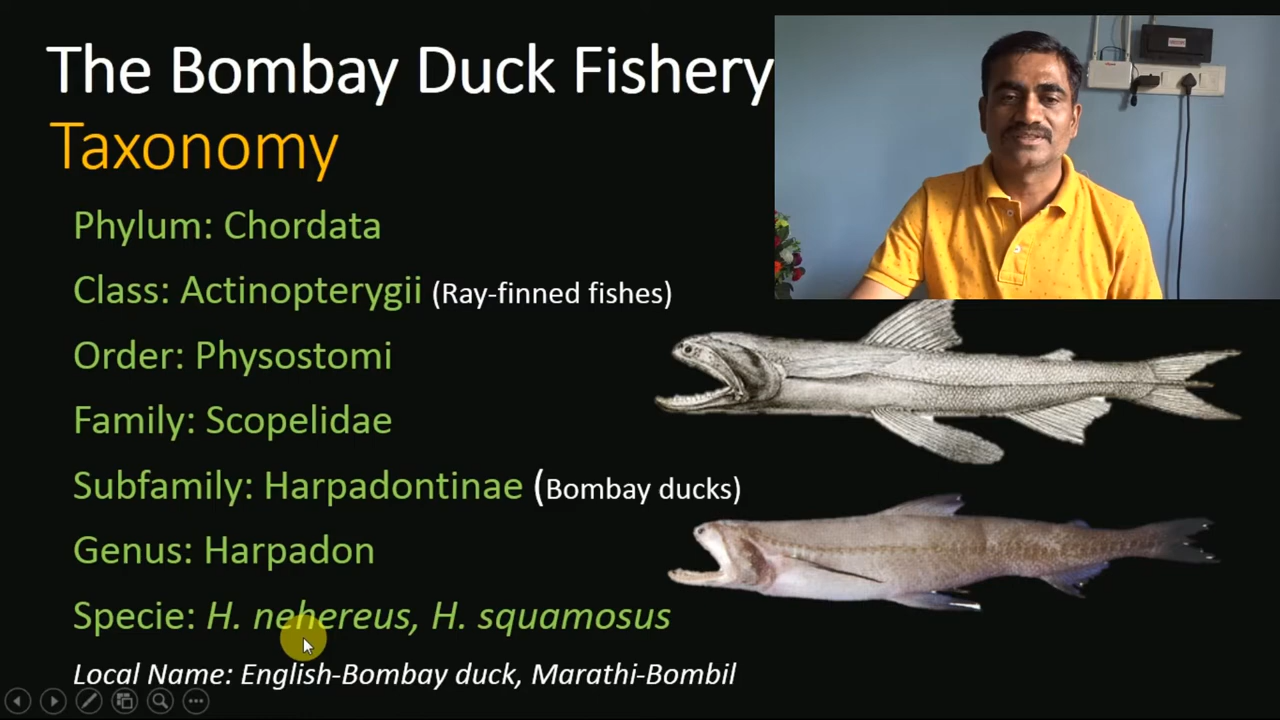 The Bombay Duck Fishery
Taxonomy
Phylum: Chordata
Class: Actinopterygii (Ray-finned fishes)
Order: Physostomi
Family: Scopelidae
Subfamily: Harpadontinae (Bombay ducks)
Genus: Harpadon
Specie: H. nehereus, H. squamosus
Local Name: English-Bombay duck, Marathi-Bombil